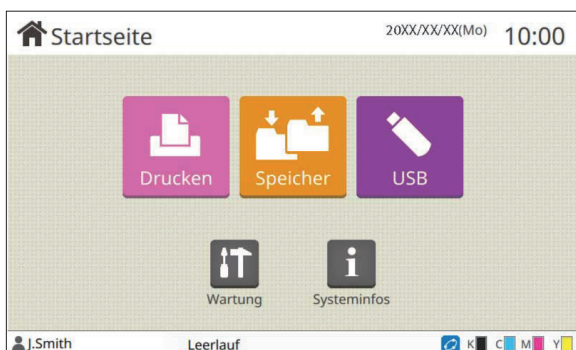 Startseite 20XX/XX/XX(Mo) 10:00
Drucken Speicher USB
Wartung Systeminfos
J.Smith Leerlauf K C M Y